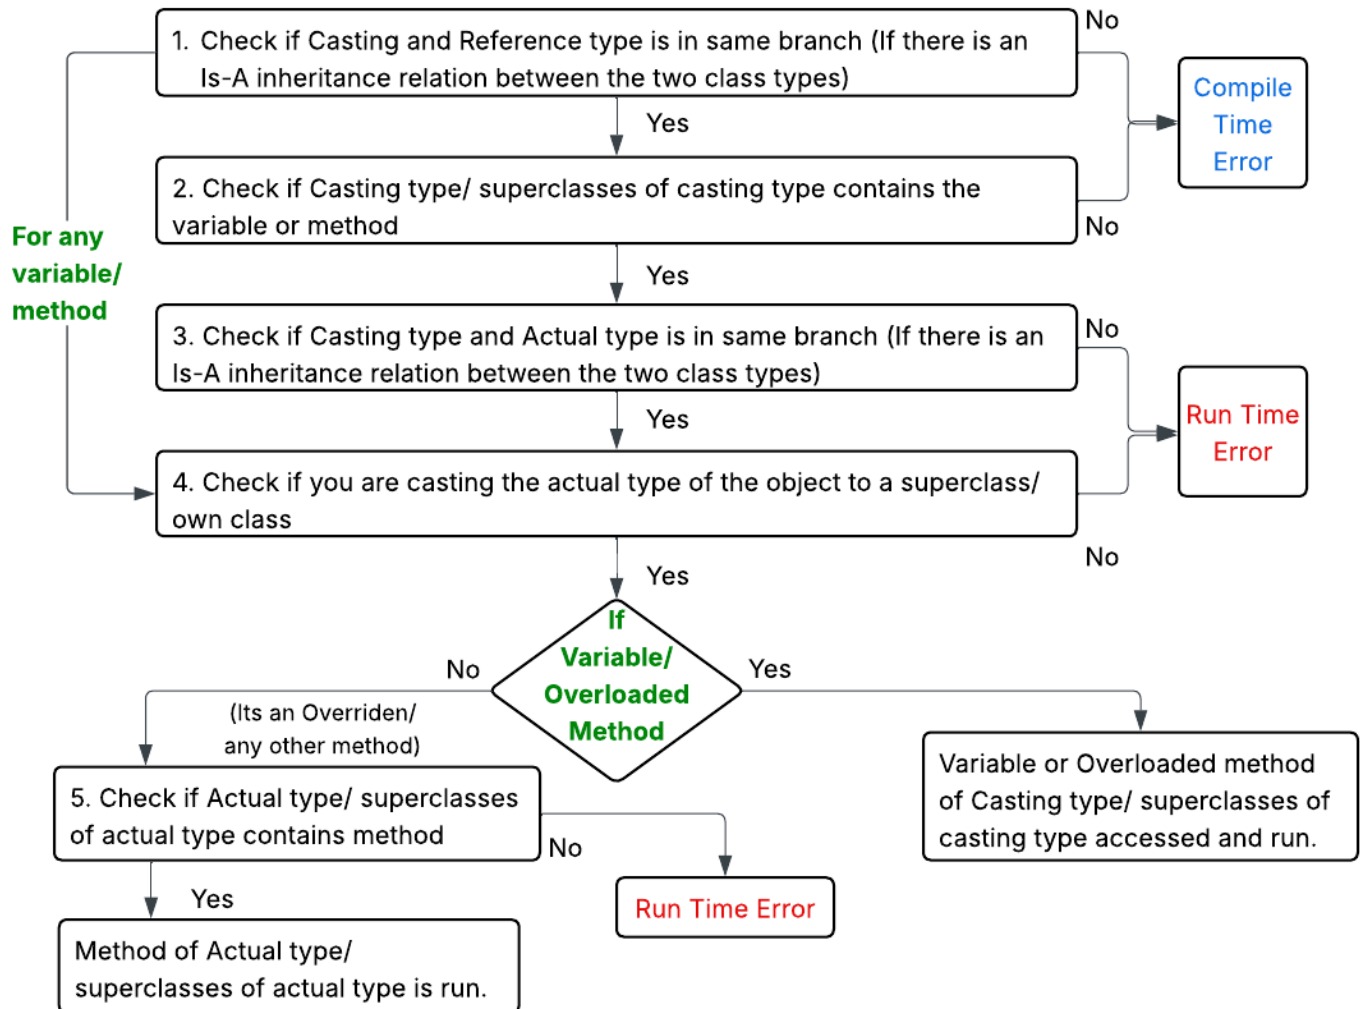 1. Check if Casting and Reference type is in same branch (If there is an
Is-A inheritance relation between the two class types)
No
Compile
Time
Error
Yes
2. Check if Casting type/ superclasses of casting type contains the
variable or method
No
For any
variable/
method
Yes
3. Check if Casting type and Actual type is in same branch (If there is an
Is-A inheritance relation between the two class types)
No
Run Time
Error
Yes
4. Check if you are casting the actual type of the object to a superclass/
own class
No
Yes
If
Variable/
Overloaded
Method
No
Yes
(Its an Overriden/
any other method)
5. Check if Actual type/ superclasses
of actual type contains method
No
Variable or Overloaded method
of Casting type/ superclasses of
casting type accessed and run.
Yes
Run Time Error
Method of Actual type/
superclasses of actual type is run.